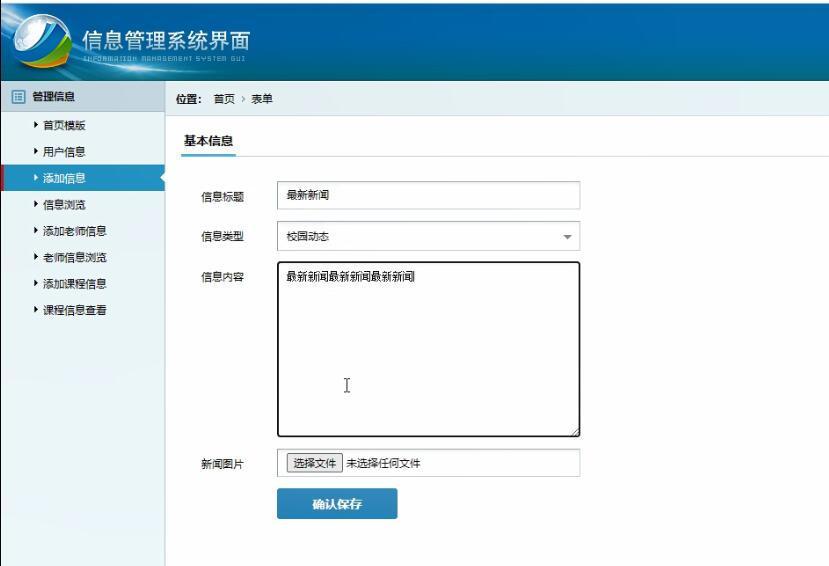 信息管理系统界面
INFORMATION MANAGEMENT SYSTEM GUI
管理信息
首页模版
用户信息
添加信息
信息浏览
添加老师信息
老师信息浏览
添加课程信息
课程信息查看
位置： 首页 › 表单
基本信息
信息标题 最新新闻
信息类型 校园动态
信息内容 最新新闻最新新闻最新新闻
新闻图片 选择文件 未选择任何文件
确认保存